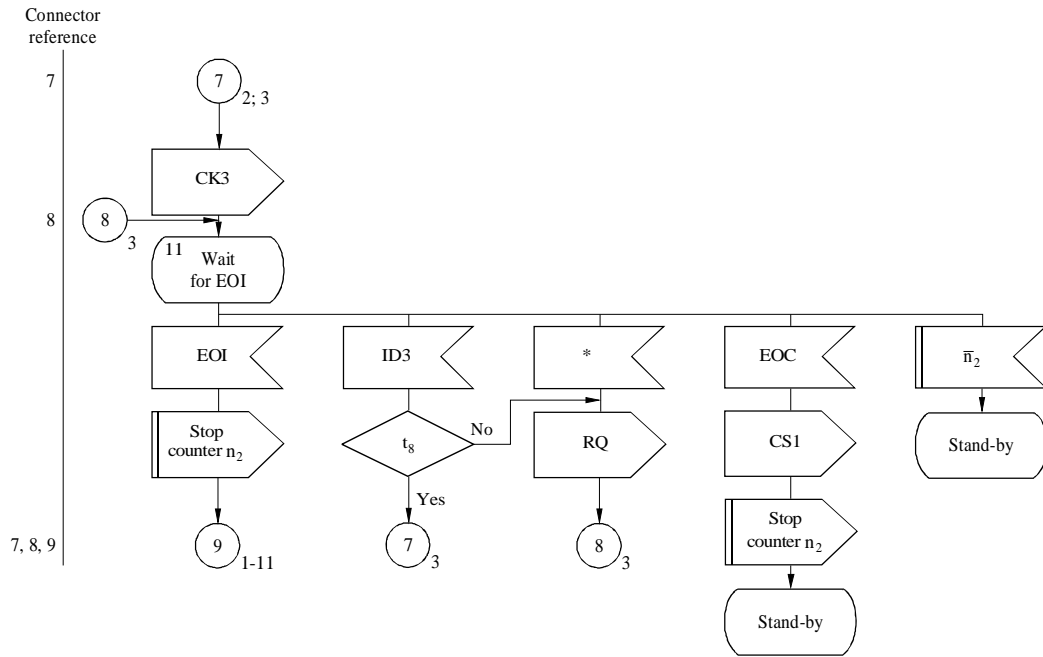 Connector
reference
7
7
2; 3
CK3
8
8
3
11
Wait
for EOI
EOI
ID3
*
EOC
n̅₂
Stop
counter n₂
t₈
No
RQ
CS1
Stand-by
Yes
Stop
counter n₂
7, 8, 9
9
1-11
7
3
8
3
Stand-by